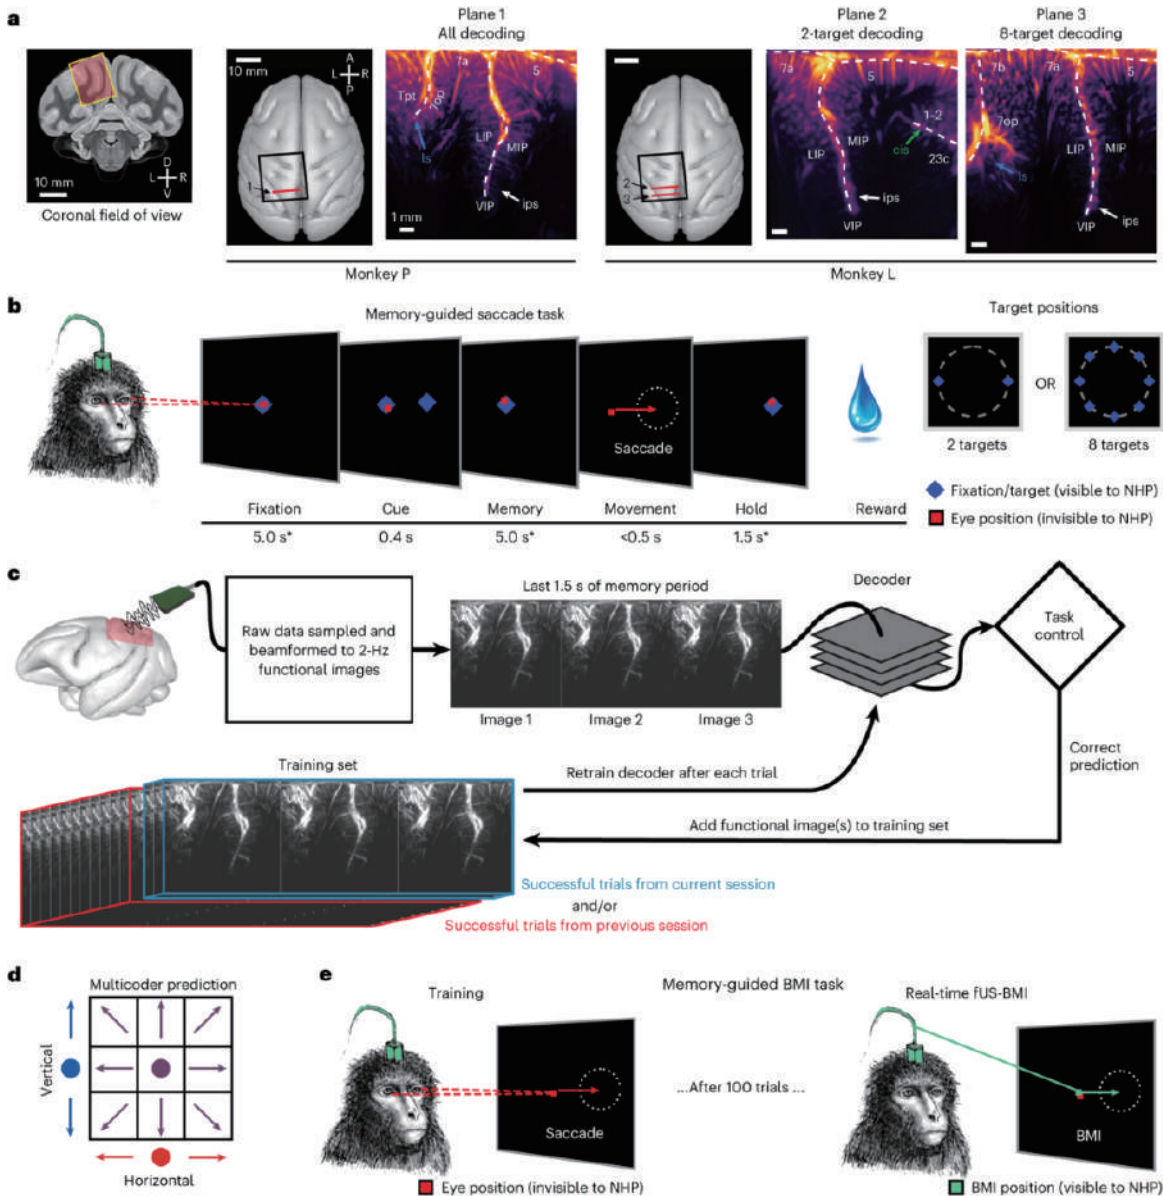 a
Plane 1
All decoding
Plane 2
2-target decoding
Plane 3
8-target decoding
10 mm
D
L R
V
Coronal field of view
10 mm
A
L R
P
1
Tpt
7op
7a
5
ls
LIP
MIP
ips
VIP
1 mm
Monkey P
2
3
7a
5
1-2
LIP
MIP
cis
23c
ips
VIP
7b
7a
5
7op
LIP
MIP
ls
ips
VIP
Monkey L
b
Memory-guided saccade task
Target positions
Saccade
OR
2 targets
8 targets
Fixation
Cue
Memory
Movement
Hold
Reward
5.0 s*
0.4 s
5.0 s*
<0.5 s
1.5 s*
Fixation/target (visible to NHP)
Eye position (invisible to NHP)
c
Raw data sampled and
beamformed to 2-Hz
functional images
Last 1.5 s of memory period
Image 1
Image 2
Image 3
Decoder
Task
control
Correct
prediction
Training set
Retrain decoder after each trial
Add functional image(s) to training set
Successful trials from current session
and/or
Successful trials from previous session
d
Multicoder prediction
Vertical
Horizontal
e
Memory-guided BMI task
Training
Real-time fUS-BMI
Saccade
...After 100 trials ...
BMI
Eye position (invisible to NHP)
BMI position (visible to NHP)